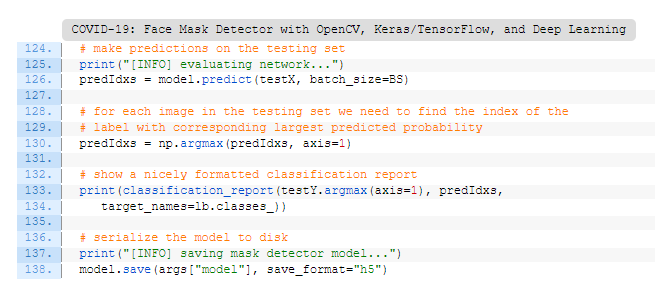 COVID-19: Face Mask Detector with OpenCV, Keras/TensorFlow, and Deep Learning
124. # make predictions on the testing set
125. print("[INFO] evaluating network...")
126. predIdxs = model.predict(testX, batch_size=BS)
127.
128. # for each image in the testing set we need to find the index of the
129. # label with corresponding largest predicted probability
130. predIdxs = np.argmax(predIdxs, axis=1)
131.
132. # show a nicely formatted classification report
133. print(classification_report(testY.argmax(axis=1), predIdxs,
134. target_names=lb.classes_))
135.
136. # serialize the model to disk
137. print("[INFO] saving mask detector model...")
138. model.save(args["model"], save_format="h5")